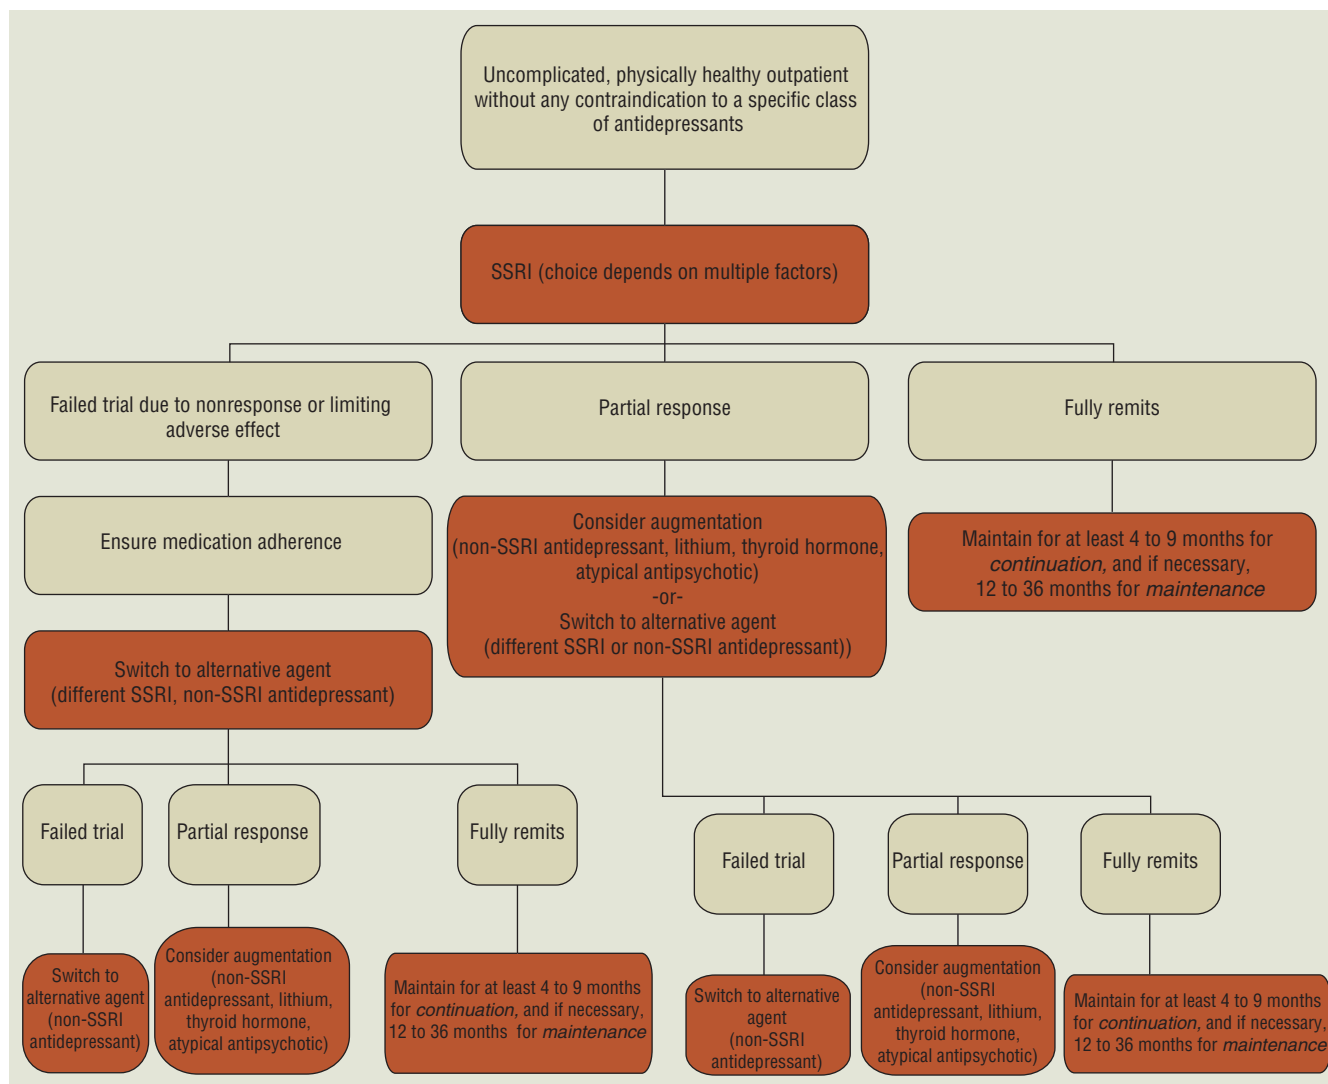 Uncomplicated, physically healthy outpatient
without any contraindication to a specific class
of antidepressants
SSRI (choice depends on multiple factors)
Failed trial due to nonresponse or limiting
adverse effect
Partial response
Fully remits
Ensure medication adherence
Consider augmentation
(non-SSRI antidepressant, lithium, thyroid hormone,
atypical antipsychotic)
-or-
Switch to alternative agent
(different SSRI or non-SSRI antidepressant))
Maintain for at least 4 to 9 months for
continuation, and if necessary,
12 to 36 months for maintenance
Switch to alternative agent
(different SSRI, non-SSRI antidepressant)
Failed trial
Partial response
Fully remits
Failed trial
Partial response
Fully remits
Switch to
alternative agent
(non-SSRI
antidepressant)
Consider augmentation
(non-SSRI
antidepressant, lithium,
thyroid hormone,
atypical antipsychotic)
Maintain for at least 4 to 9 months
for continuation, and if necessary,
12 to 36 months for maintenance
Switch to alternative
agent
(non-SSRI
antidepressant)
Consider augmentation
(non-SSRI
antidepressant, lithium,
thyroid hormone,
atypical antipsychotic)
Maintain for at least 4 to 9 months
for continuation, and if necessary,
12 to 36 months for maintenance